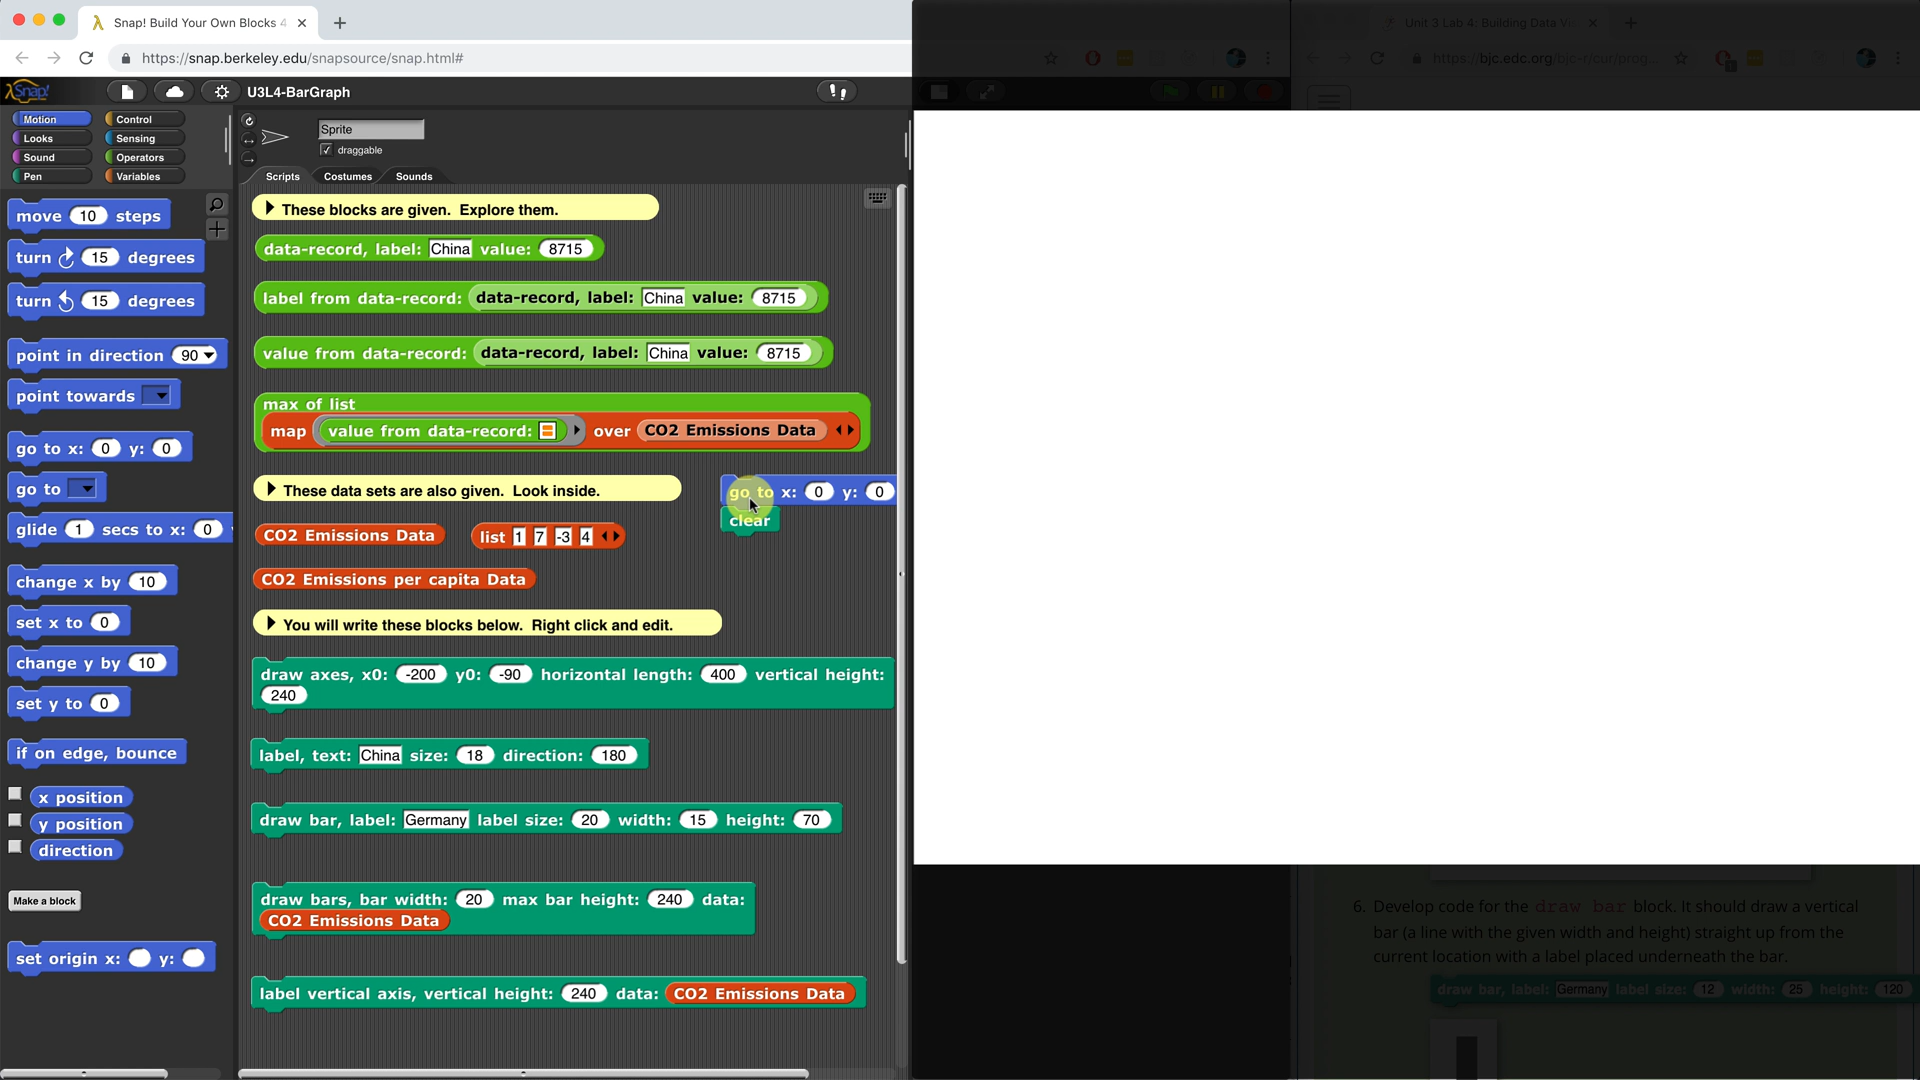 Snap! Build Your Own Blocks 4
Unit 3 Lab 4: Building Data V
https://snap.berkeley.edu/snapsource/snap.html#
https://bjc.edc.org/bjc-r/cur/prog...
Snap!
U3L4-BarGraph
Motion
Control
Looks
Sensing
Sound
Operators
Pen
Variables
Sprite
draggable
Scripts
Costumes
Sounds
move 10 steps
turn 15 degrees
turn 15 degrees
point in direction 90
point towards
go to x: 0 y: 0
go to
glide 1 secs to x: 0
change x by 10
set x to 0
change y by 10
set y to 0
if on edge, bounce
x position
y position
direction
Make a block
set origin x: y:
These blocks are given. Explore them.
data-record, label: China value: 8715
label from data-record: data-record, label: China value: 8715
value from data-record: data-record, label: China value: 8715
max of list
map value from data-record: over CO2 Emissions Data
These data sets are also given. Look inside.
go to x: 0 y: 0
clear
CO2 Emissions Data
list 1 7 -3 4
CO2 Emissions per capita Data
You will write these blocks below. Right click and edit.
draw axes, x0: -200 y0: -90 horizontal length: 400 vertical height:
240
label, text: China size: 18 direction: 180
draw bar, label: Germany label size: 20 width: 15 height: 70
draw bars, bar width: 20 max bar height: 240 data:
CO2 Emissions Data
label vertical axis, vertical height: 240 data: CO2 Emissions Data
6. Develop code for the draw bar block. It should draw a vertical
bar (a line with the given width and height) straight up from the
current location with a label placed underneath the bar.
draw bar, label: Germany label size: 12 width: 25 height: 120